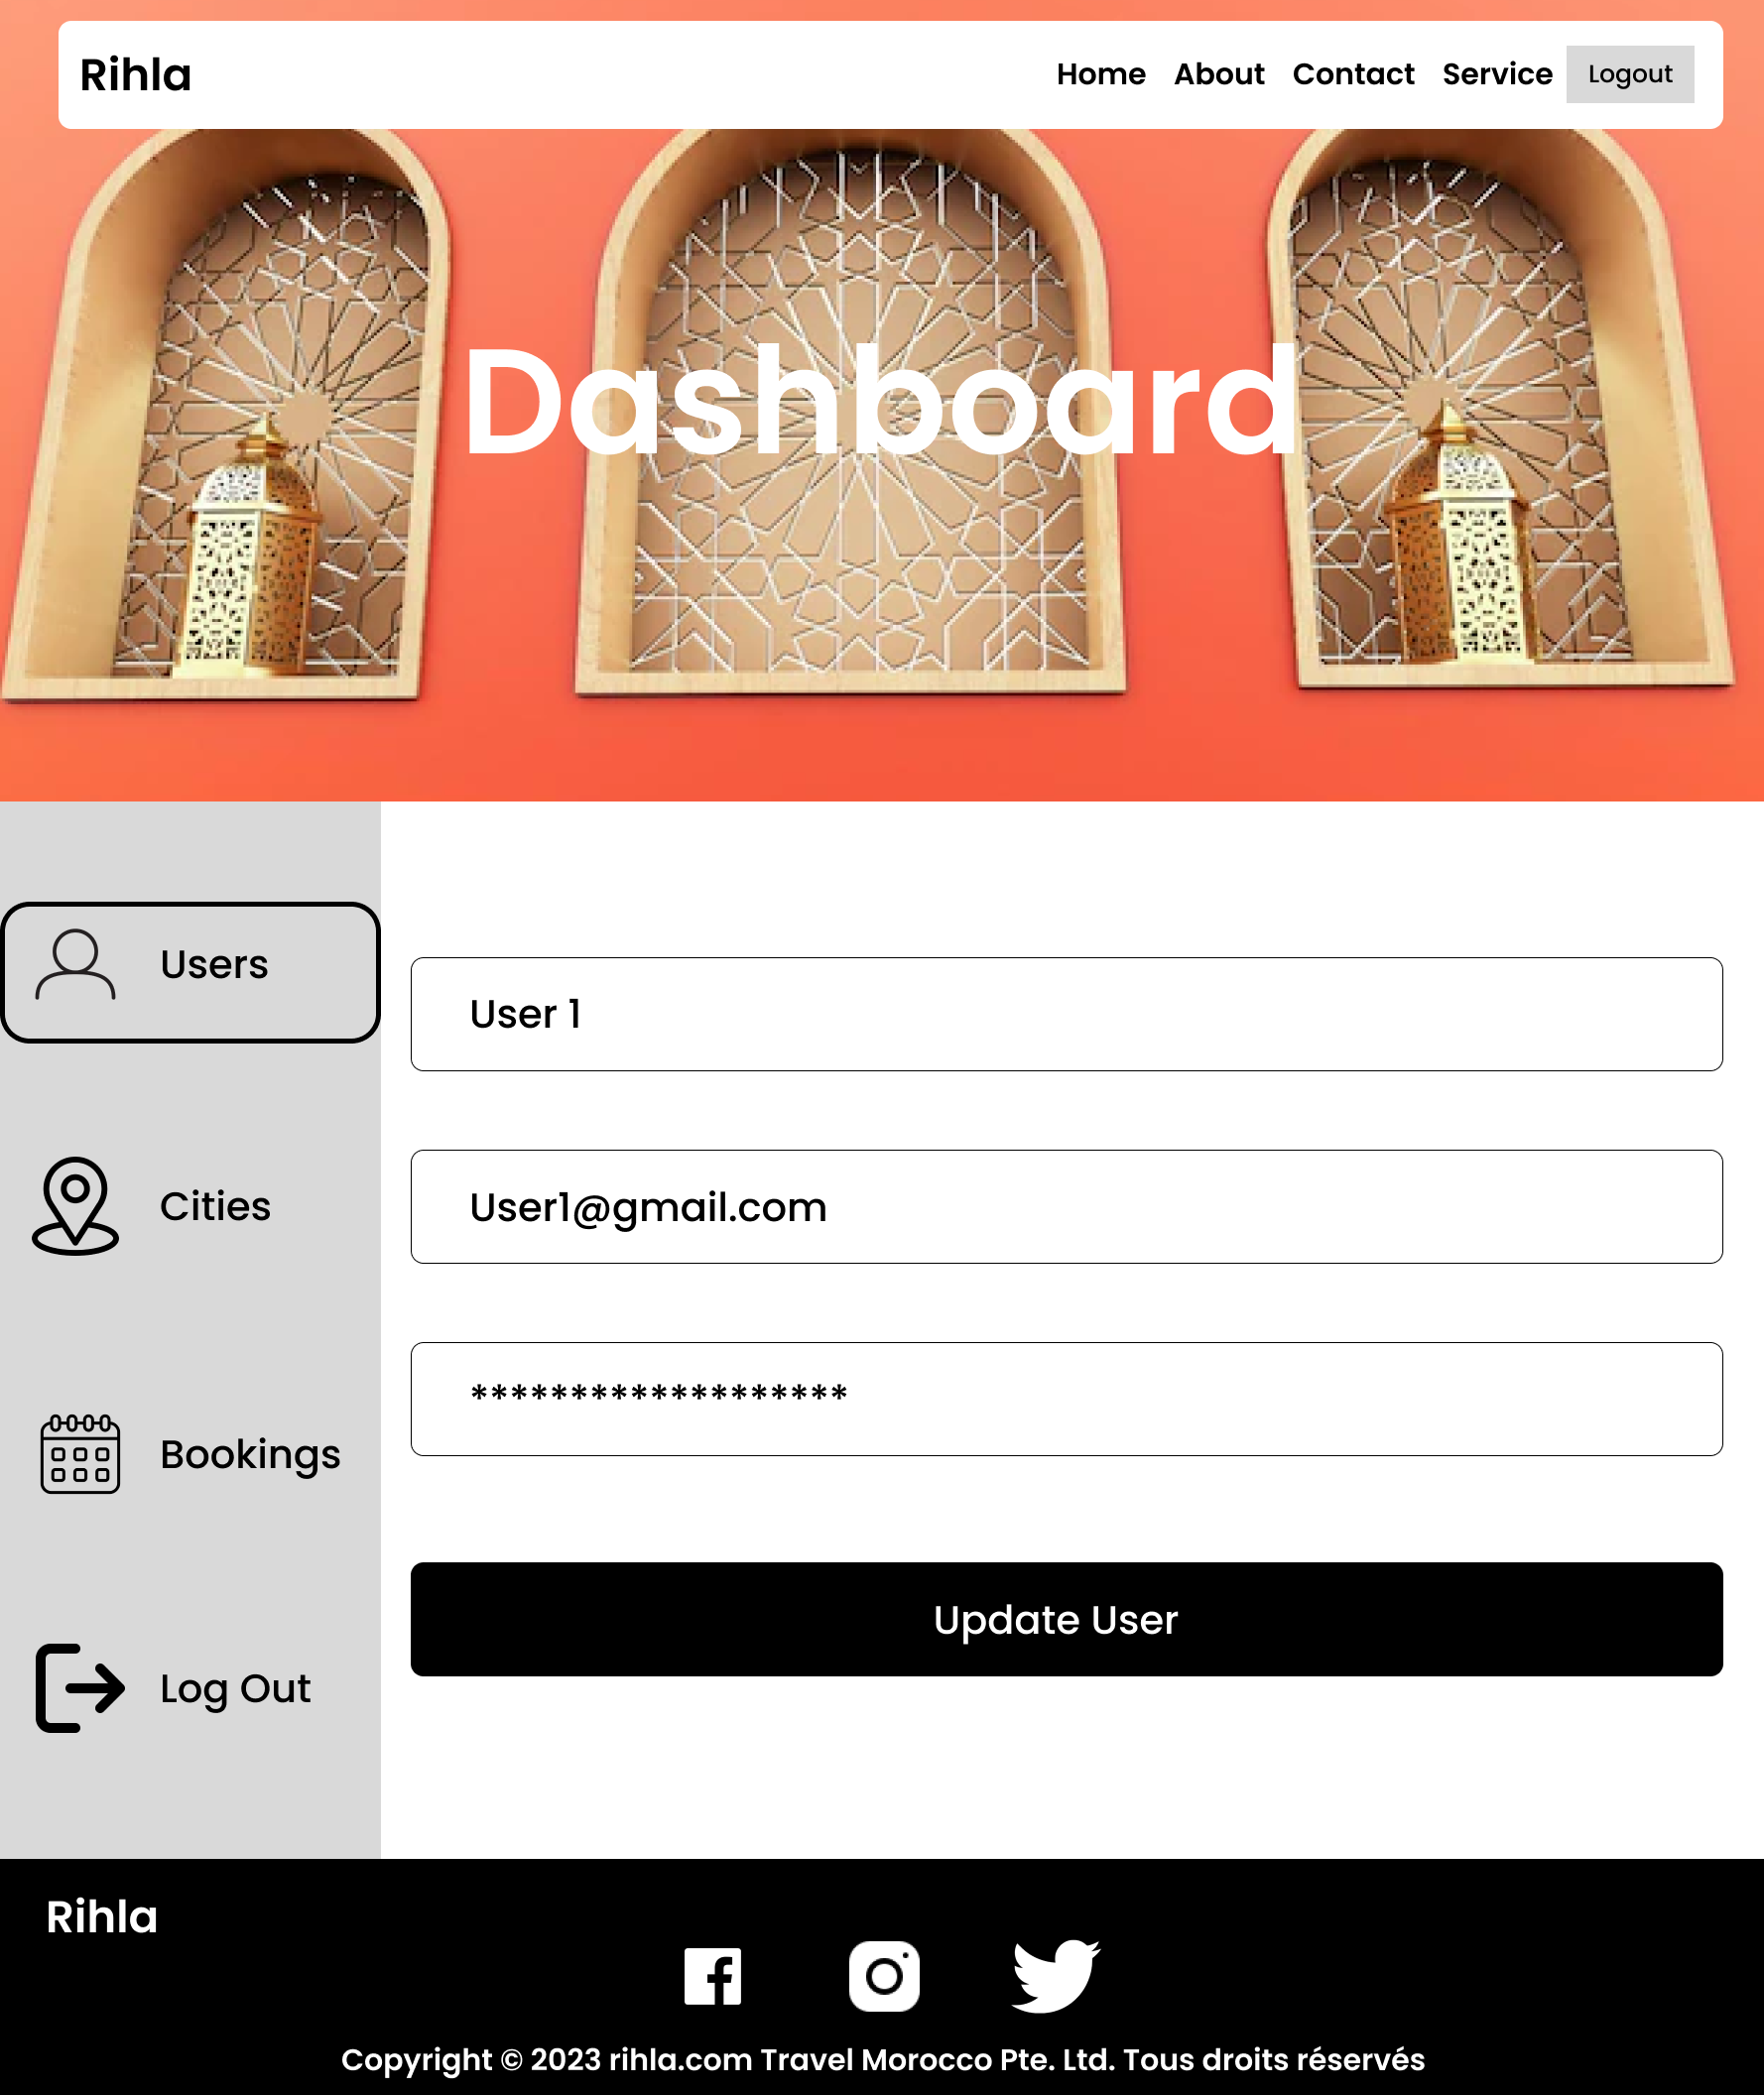 Rihla
Home About Contact Service Logout
Dashboard
Users
User 1
Cities
User1@gmail.com
*******************
Bookings
Update User
Log Out
Rihla
Copyright © 2023 rihla.com Travel Morocco Pte. Ltd. Tous droits réservés